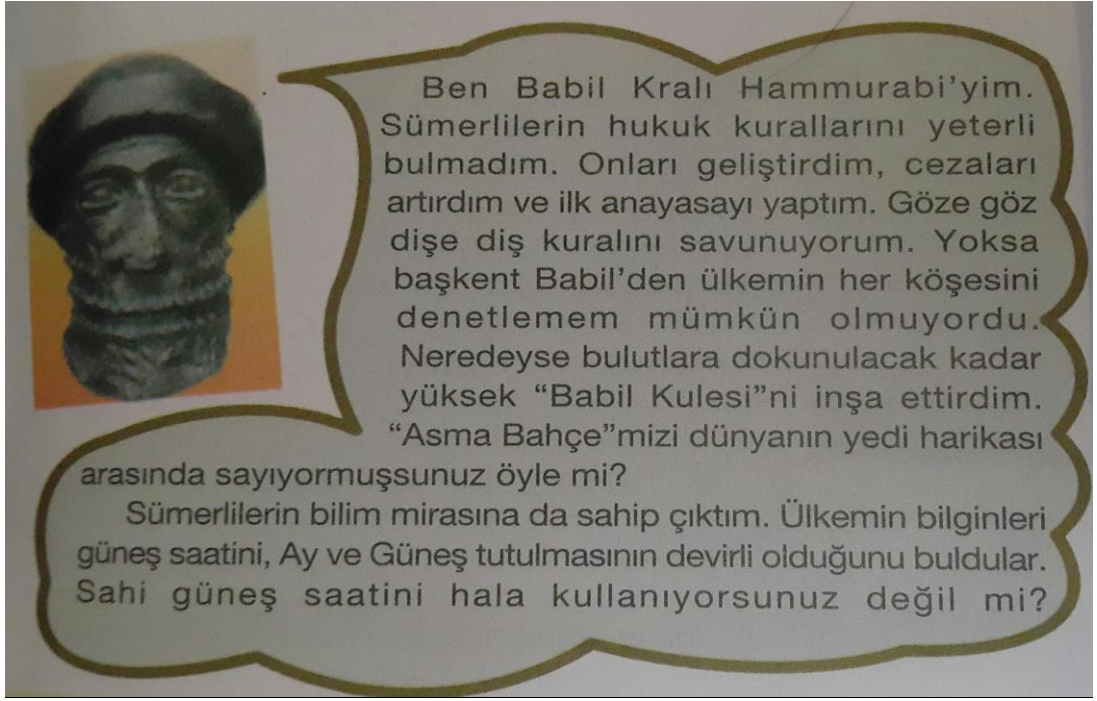 Ben Babil Kralı Hammurabi’yim.
Sümerlilerin hukuk kurallarını yeterli
bulmadım. Onları geliştirdim, cezaları
artırdım ve ilk anayasayı yaptım. Göze göz
dişe diş kuralını savunuyorum. Yoksa
başkent Babil’den ülkemin her köşesini
denetlemem mümkün olmuyordu.
Neredeyse bulutlara dokunulacak kadar
yüksek “Babil Kulesi”ni inşa ettirdim.
“Asma Bahçe”mizi dünyanın yedi harikası
arasında sayıyormuşsunuz öyle mi?
Sümerlilerin bilim mirasına da sahip çıktım. Ülkemin bilginleri
güneş saatini, Ay ve Güneş tutulmasının devirli olduğunu buldular.
Sahi güneş saatini hala kullanıyorsunuz değil mi?